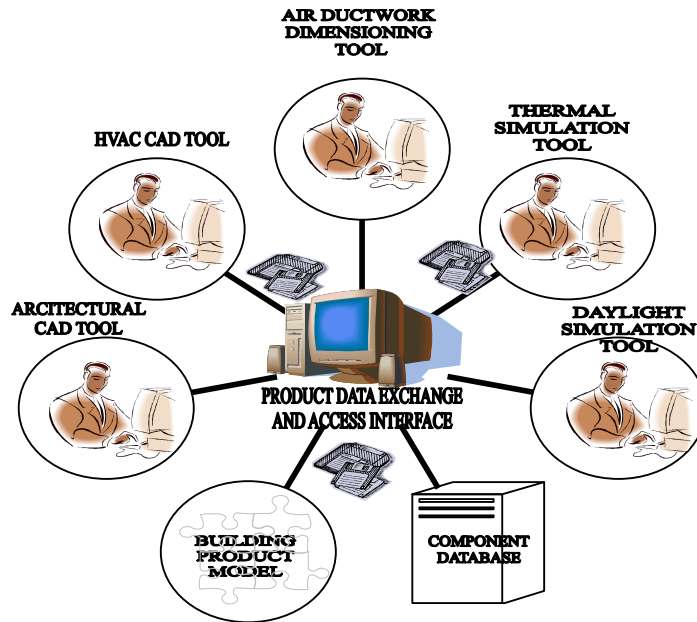 AIR DUCTWORK
DIMENSIONING
TOOL
THERMAL
SIMULATION
TOOL
HVAC CAD TOOL
ARCITECTURAL
CAD TOOL
DAYLIGHT
SIMULATION
TOOL
PRODUCT DATA EXCHANGE
AND ACCESS INTERFACE
BUILDING
PRODUCT
MODEL
COMPONENT
DATABASE